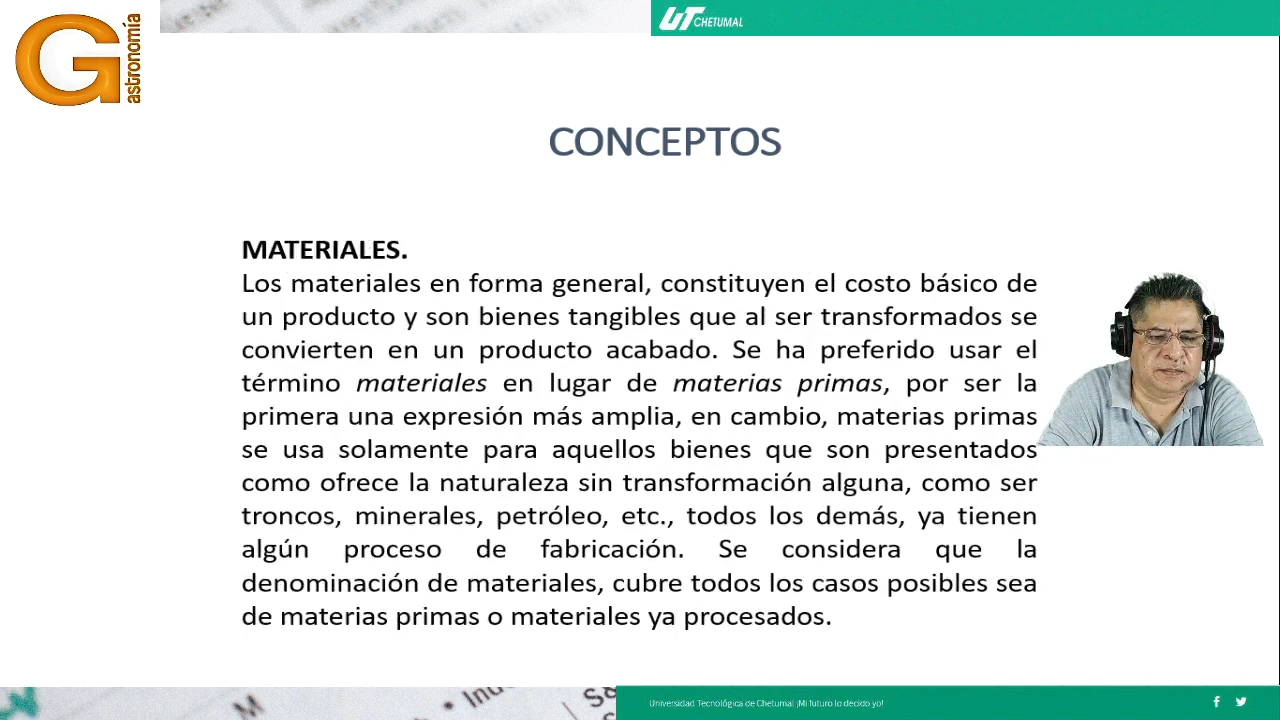 Gastronomía
UT CHETUMAL
CONCEPTOS
MATERIALES.
Los materiales en forma general, constituyen el costo básico de
un producto y son bienes tangibles que al ser transformados se
convierten en un producto acabado. Se ha preferido usar el
término materiales en lugar de materias primas, por ser la
primera una expresión más amplia, en cambio, materias primas
se usa solamente para aquellos bienes que son presentados
como ofrece la naturaleza sin transformación alguna, como ser
troncos, minerales, petróleo, etc., todos los demás, ya tienen
algún proceso de fabricación. Se considera que la
denominación de materiales, cubre todos los casos posibles sea
de materias primas o materiales ya procesados.
Universidad Tecnológica de Chetumal ¡Mi futuro lo decido yo!